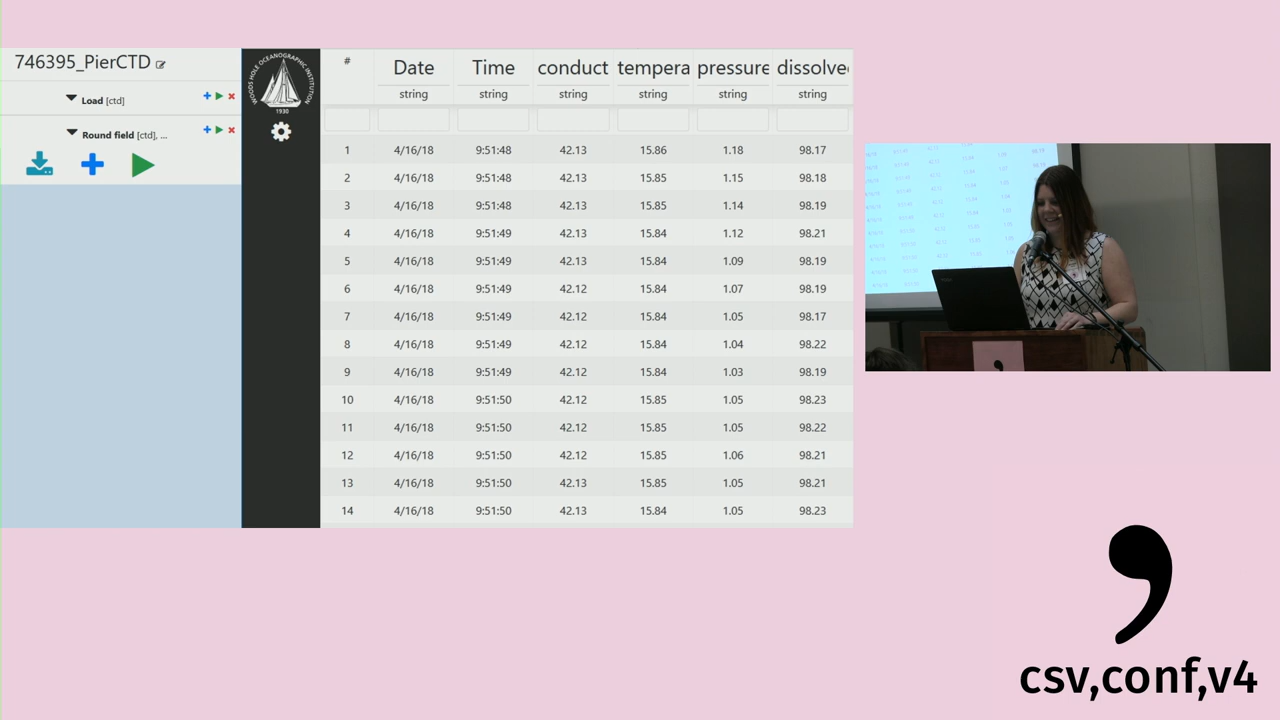 746395_PierCTD
Load [ctd]
Round field [ctd], ...
WOODS HOLE OCEANOGRAPHIC INSTITUTION
1930
# Date Time conduct tempera pressure dissolve
string string string string string string
1 4/16/18 9:51:48 42.13 15.86 1.18 98.17
2 4/16/18 9:51:48 42.13 15.85 1.15 98.18
3 4/16/18 9:51:48 42.13 15.85 1.14 98.19
4 4/16/18 9:51:49 42.13 15.84 1.12 98.21
5 4/16/18 9:51:49 42.13 15.84 1.09 98.19
6 4/16/18 9:51:49 42.12 15.84 1.07 98.19
7 4/16/18 9:51:49 42.12 15.84 1.05 98.17
8 4/16/18 9:51:49 42.12 15.84 1.04 98.22
9 4/16/18 9:51:49 42.12 15.84 1.03 98.19
10 4/16/18 9:51:50 42.12 15.85 1.05 98.23
11 4/16/18 9:51:50 42.12 15.85 1.05 98.22
12 4/16/18 9:51:50 42.12 15.85 1.06 98.21
13 4/16/18 9:51:50 42.13 15.85 1.05 98.21
14 4/16/18 9:51:50 42.13 15.84 1.05 98.23
,
csv,conf,v4